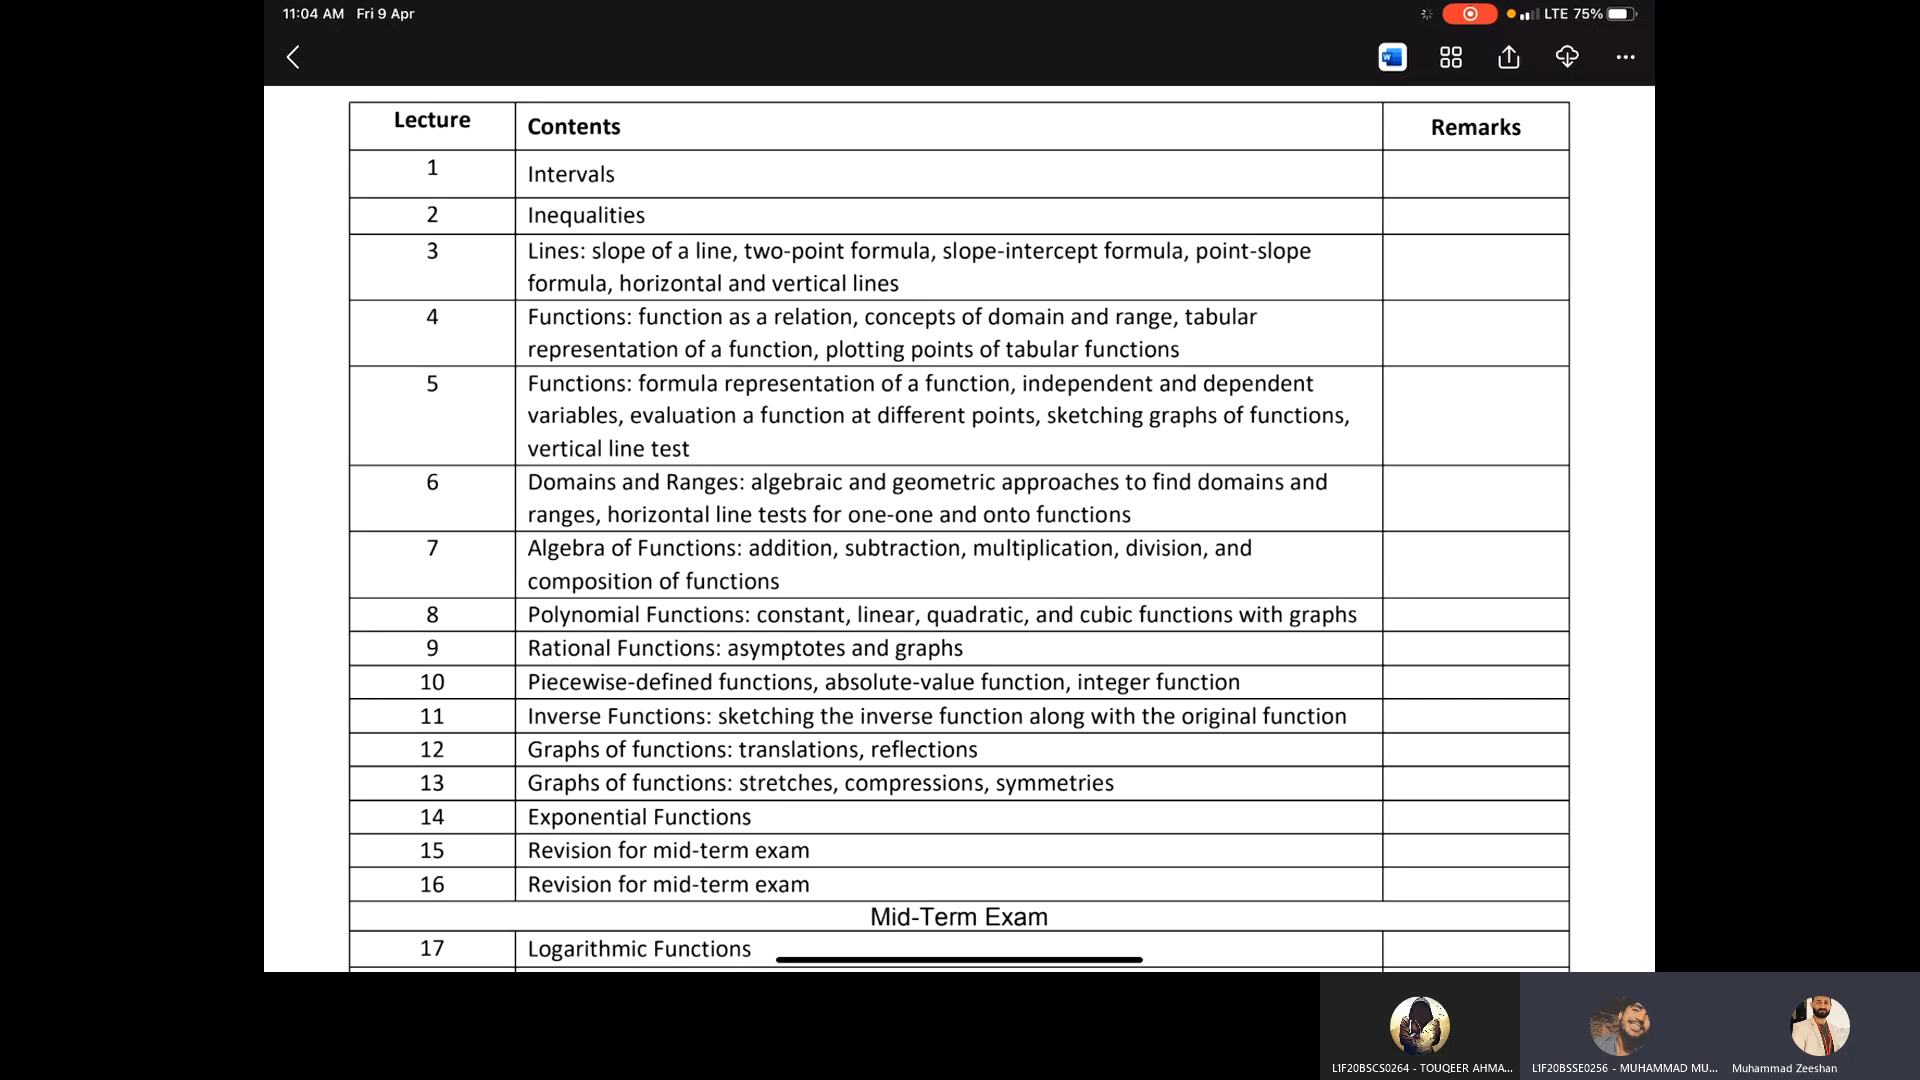 11:04 AM Fri 9 Apr
LTE 75%
Lecture Contents Remarks
1 Intervals
2 Inequalities
3 Lines: slope of a line, two-point formula, slope-intercept formula, point-slope
formula, horizontal and vertical lines
4 Functions: function as a relation, concepts of domain and range, tabular
representation of a function, plotting points of tabular functions
5 Functions: formula representation of a function, independent and dependent
variables, evaluation a function at different points, sketching graphs of functions,
vertical line test
6 Domains and Ranges: algebraic and geometric approaches to find domains and
ranges, horizontal line tests for one-one and onto functions
7 Algebra of Functions: addition, subtraction, multiplication, division, and
composition of functions
8 Polynomial Functions: constant, linear, quadratic, and cubic functions with graphs
9 Rational Functions: asymptotes and graphs
10 Piecewise-defined functions, absolute-value function, integer function
11 Inverse Functions: sketching the inverse function along with the original function
12 Graphs of functions: translations, reflections
13 Graphs of functions: stretches, compressions, symmetries
14 Exponential Functions
15 Revision for mid-term exam
16 Revision for mid-term exam
Mid-Term Exam
17 Logarithmic Functions
L1F20BSCS0264 - TOUQEER AHMA...
L1F20BSSE0256 - MUHAMMAD MU...
Muhammad Zeeshan